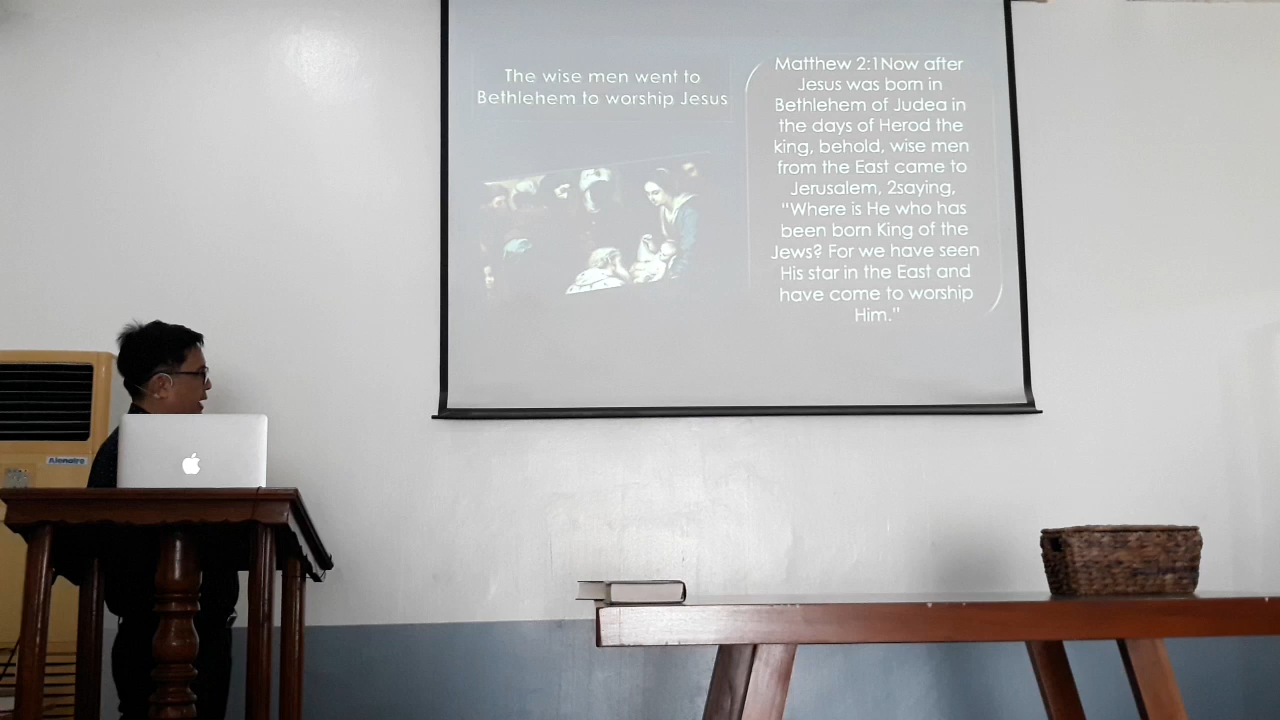 The wise men went to
Bethlehem to worship Jesus
Matthew 2:1Now after
Jesus was born in
Bethlehem of Judea in
the days of Herod the
king, behold, wise men
from the East came to
Jerusalem, 2saying,
“Where is He who has
been born King of the
Jews? For we have seen
His star in the East and
have come to worship
Him.”
Alonaire